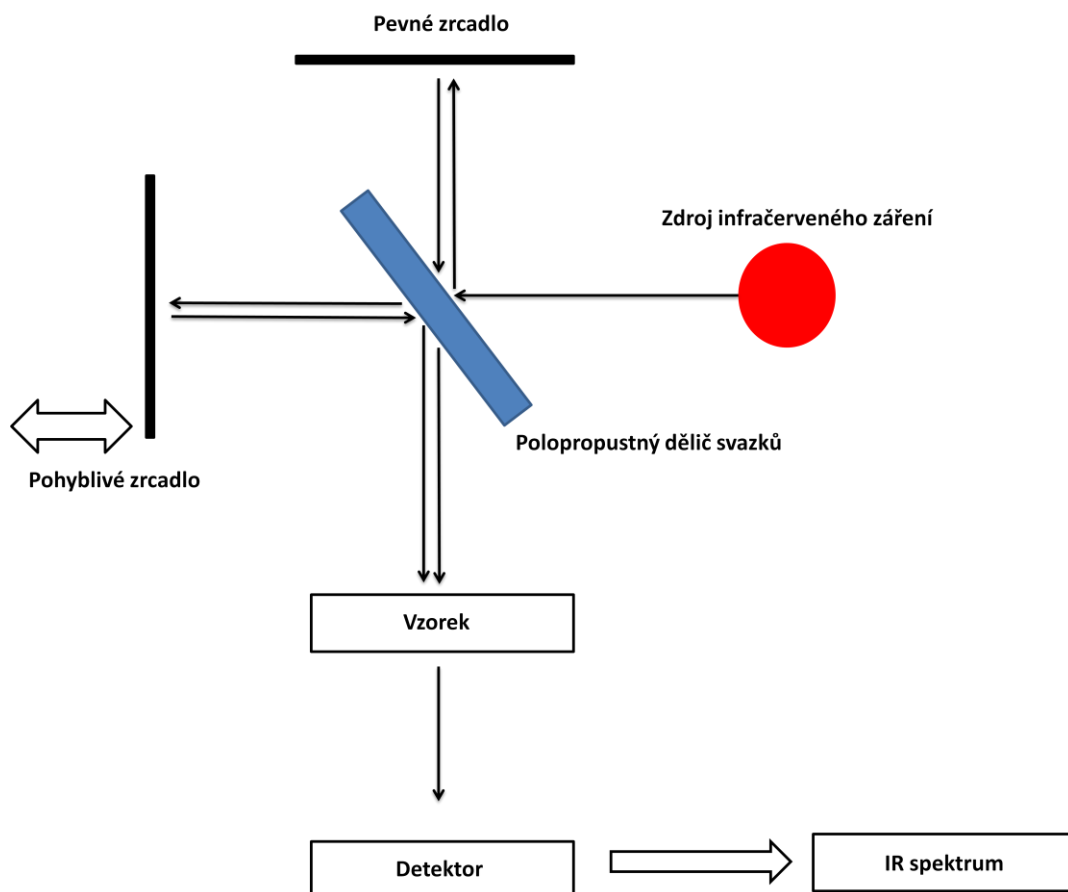 Pevné zrcadlo
Zdroj infračerveného záření
Polopropustný dělič svazků
Pohyblivé zrcadlo
Vzorek
Detektor
IR spektrum